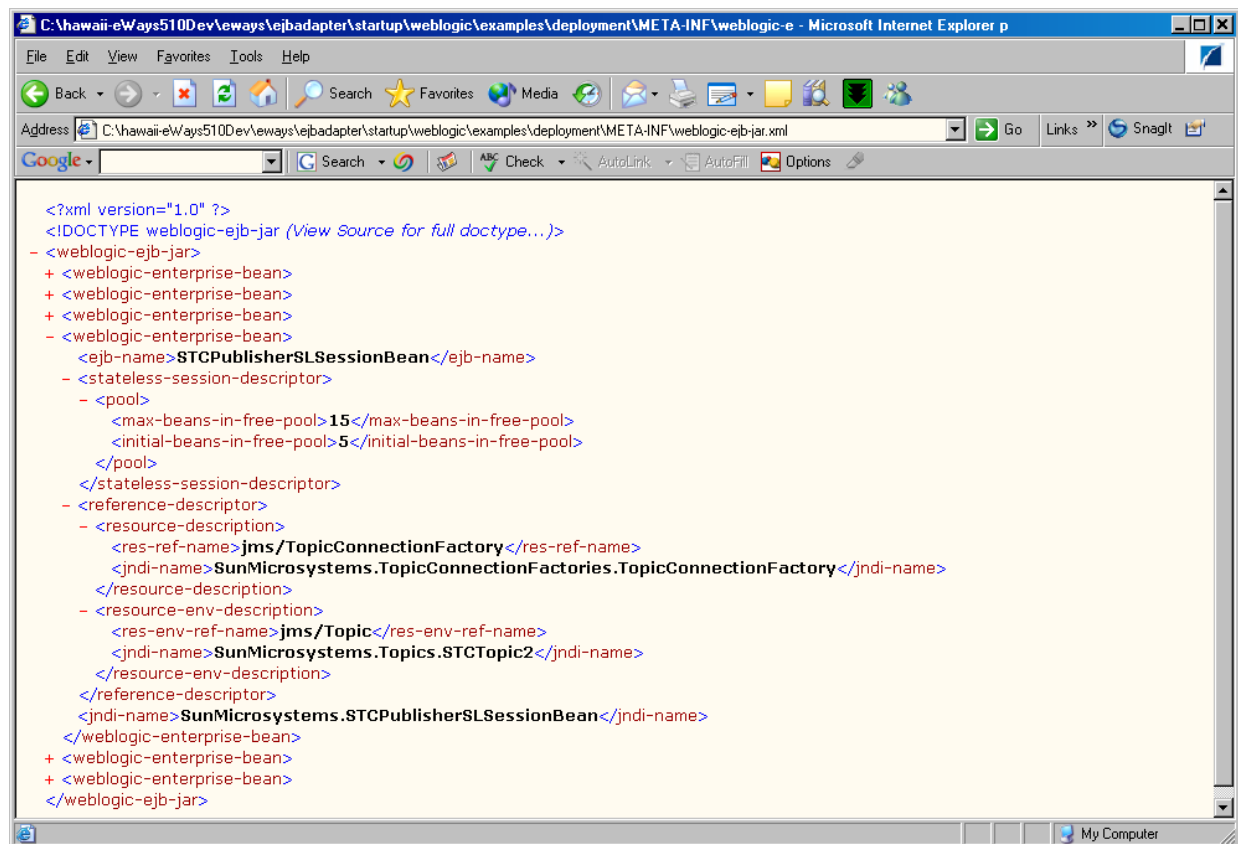 C:\hawaii-eWays510Dev\eways\ejbadapter\startup\weblogic\examples\deployment\META-INF\weblogic-e - Microsoft Internet Explorer p
File Edit View Favorites Tools Help
Back Search Favorites Media
Address C:\hawaii-eWays510Dev\eways\ejbadapter\startup\weblogic\examples\deployment\META-INF\weblogic-ejb-jar.xml Go Links » SnagIt
Google Search ABC Check AutoLink AutoFill Options
<?xml version="1.0" ?>
<!DOCTYPE weblogic-ejb-jar (View Source for full doctype...)>
- <weblogic-ejb-jar>
+ <weblogic-enterprise-bean>
+ <weblogic-enterprise-bean>
+ <weblogic-enterprise-bean>
- <weblogic-enterprise-bean>
<ejb-name>STCPublisherSLSessionBean</ejb-name>
- <stateless-session-descriptor>
- <pool>
<max-beans-in-free-pool>15</max-beans-in-free-pool>
<initial-beans-in-free-pool>5</initial-beans-in-free-pool>
</pool>
</stateless-session-descriptor>
- <reference-descriptor>
- <resource-description>
<res-ref-name>jms/TopicConnectionFactory</res-ref-name>
<jndi-name>SunMicrosystems.TopicConnectionFactories.TopicConnectionFactory</jndi-name>
</resource-description>
- <resource-env-description>
<res-env-ref-name>jms/Topic</res-env-ref-name>
<jndi-name>SunMicrosystems.Topics.STCTopic2</jndi-name>
</resource-env-description>
</reference-descriptor>
<jndi-name>SunMicrosystems.STCPublisherSLSessionBean</jndi-name>
</weblogic-enterprise-bean>
+ <weblogic-enterprise-bean>
+ <weblogic-enterprise-bean>
</weblogic-ejb-jar>
My Computer